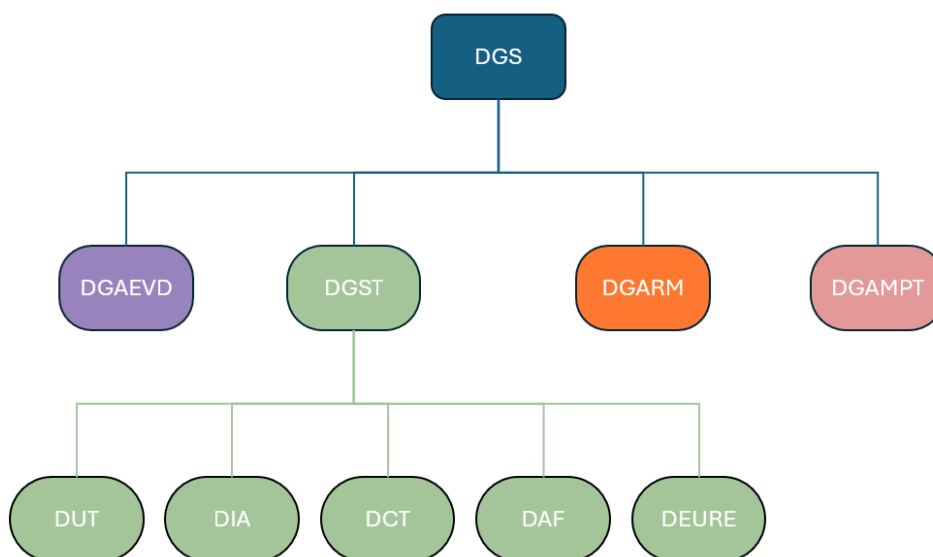 DGS
DGAEVD
DGST
DGARM
DGAMPT
DUT
DIA
DCT
DAF
DEURE